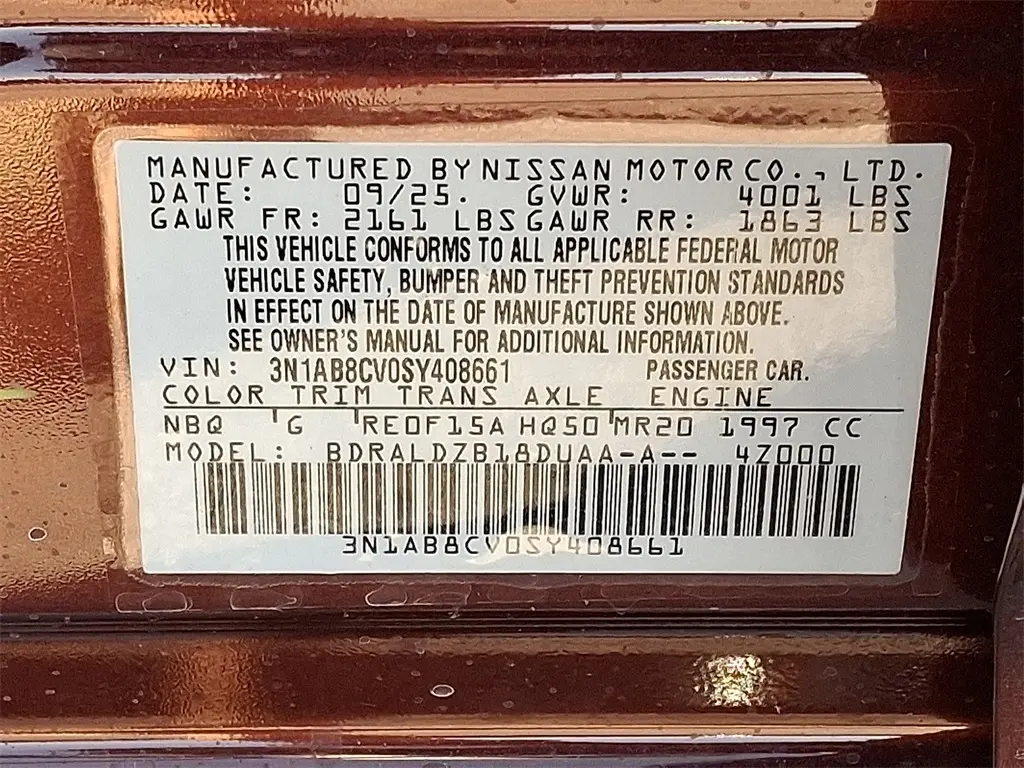 MANUFACTURED BY NISSAN MOTOR CO., LTD.
DATE: 09/25. GVWR: 4001 LBS
GAWR FR: 2161 LBS GAWR RR: 1863 LBS
THIS VEHICLE CONFORMS TO ALL APPLICABLE FEDERAL MOTOR
VEHICLE SAFETY, BUMPER AND THEFT PREVENTION STANDARDS
IN EFFECT ON THE DATE OF MANUFACTURE SHOWN ABOVE.
SEE OWNER'S MANUAL FOR ADDITIONAL INFORMATION.
VIN: 3N1AB8CV0SY408661 PASSENGER CAR.
COLOR TRIM TRANS AXLE ENGINE
NBQ G RE0F15A HQ50 MR20 1997 CC
MODEL: BDRALDZB18DUAA-A-- 4Z000
3N1AB8CV0SY408661